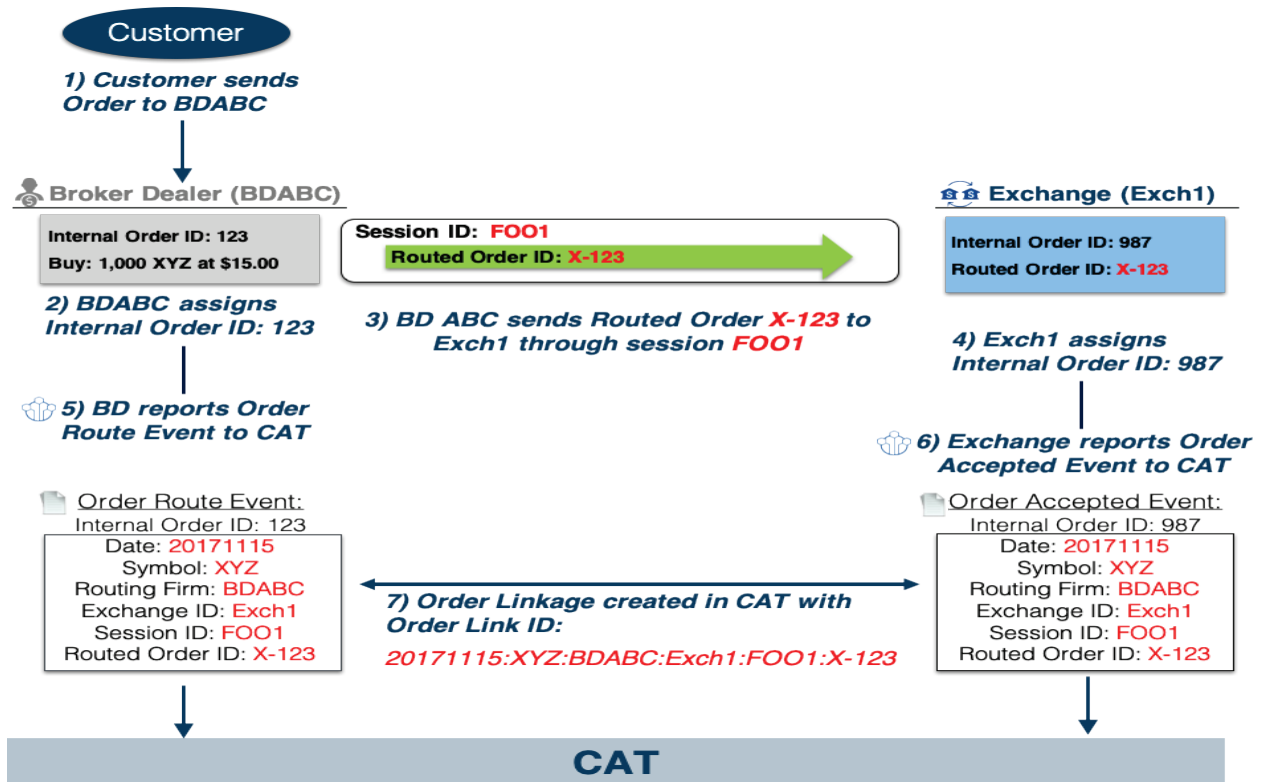 Customer
1) Customer sends
Order to BDABC
Broker Dealer (BDABC)
Internal Order ID: 123
Buy: 1,000 XYZ at $15.00
Session ID: FOO1
Routed Order ID: X-123
Exchange (Exch1)
Internal Order ID: 987
Routed Order ID: X-123
2) BDABC assigns
Internal Order ID: 123
3) BD ABC sends Routed Order X-123 to
Exch1 through session FOO1
4) Exch1 assigns
Internal Order ID: 987
5) BD reports Order
Route Event to CAT
6) Exchange reports Order
Accepted Event to CAT
Order Route Event:
Internal Order ID: 123
Date: 20171115
Symbol: XYZ
Routing Firm: BDABC
Exchange ID: Exch1
Session ID: FOO1
Routed Order ID: X-123
7) Order Linkage created in CAT with
Order Link ID:
20171115:XYZ:BDABC:Exch1:FOO1:X-123
Order Accepted Event:
Internal Order ID: 987
Date: 20171115
Symbol: XYZ
Routing Firm: BDABC
Exchange ID: Exch1
Session ID: FOO1
Routed Order ID: X-123
CAT